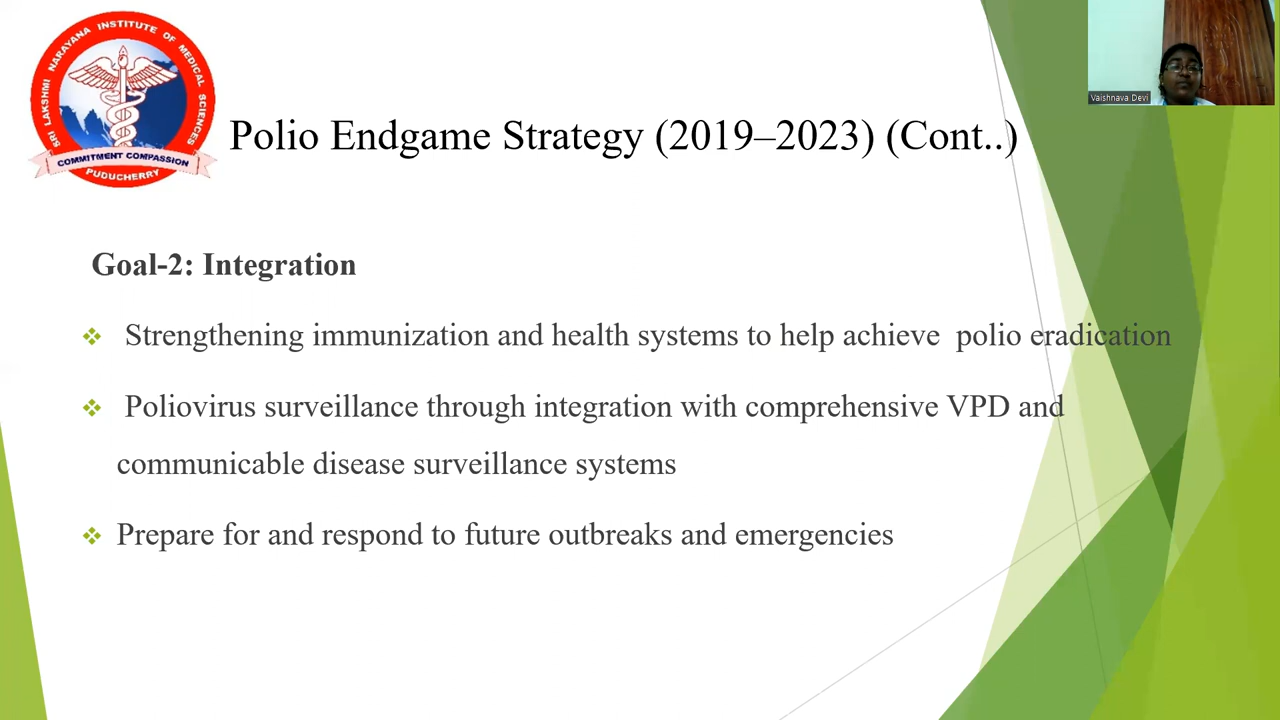 SRI LAKSHMI NARAYANA INSTITUTE OF MEDICAL SCIENCES
COMMITMENT COMPASSION
PUDUCHERRY
Vaishnava Devi
Polio Endgame Strategy (2019–2023) (Cont..)
Goal-2: Integration
Strengthening immunization and health systems to help achieve polio eradication
Poliovirus surveillance through integration with comprehensive VPD and
communicable disease surveillance systems
Prepare for and respond to future outbreaks and emergencies